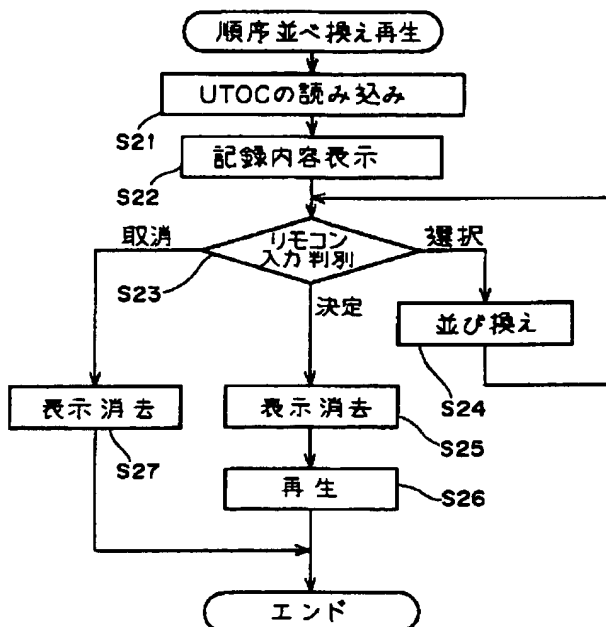 順序並べ換え再生
UTOCの読み込み
S21
記録内容表示
S22
取消
リモコン
入力判別
選択
S23
決定
並び換え
S24
表示消去
表示消去
S27
S25
再生
S26
エンド